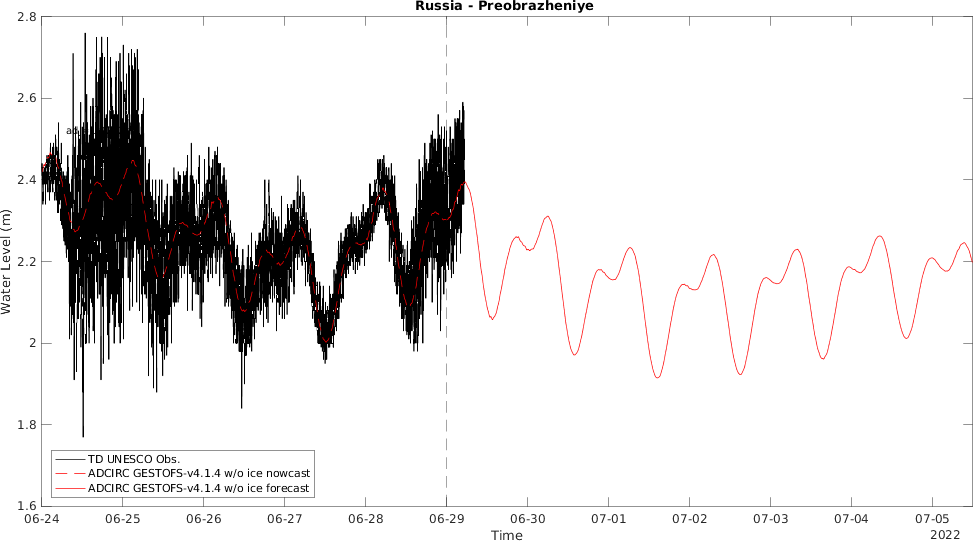 Russia - Preobrazheniye
Water Level (m)
2.8
2.6
2.4
2.2
2
1.8
1.6
TD UNESCO Obs.
ADCIRC GESTOFS-v4.1.4 w/o ice nowcast
ADCIRC GESTOFS-v4.1.4 w/o ice forecast
06-24 06-25 06-26 06-27 06-28 06-29 06-30 07-01 07-02 07-03 07-04 07-05
Time
2022